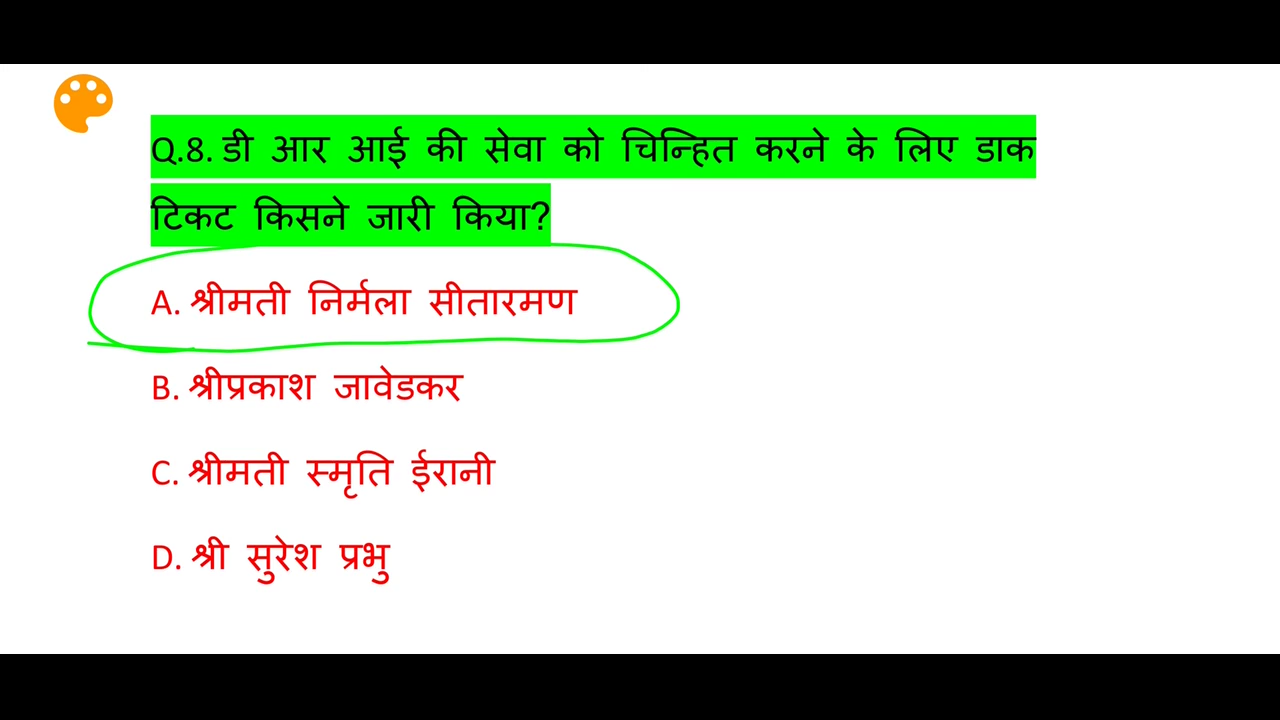 Q.8. डी आर आई की सेवा को चिन्हित करने के लिए डाक
टिकट किसने जारी किया?
A. श्रीमती निर्मला सीतारमण
B. श्रीप्रकाश जावेडकर
C. श्रीमती स्मृति ईरानी
D. श्री सुरेश प्रभु